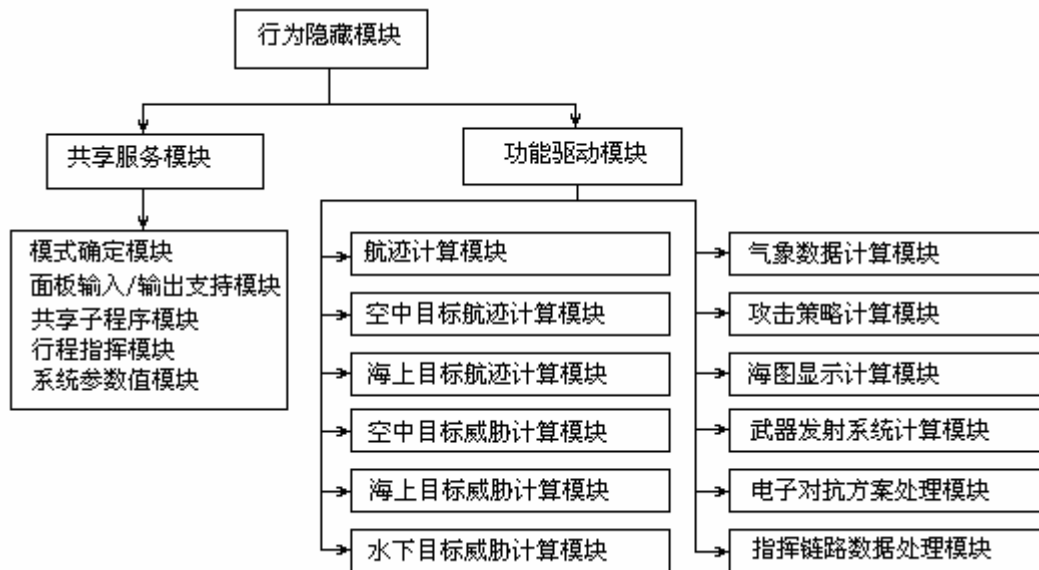 行为隐藏模块
共享服务模块
功能驱动模块
模式确定模块
面板输入/输出支持模块
共享子程序模块
行程指挥模块
系统参数值模块
航迹计算模块
空中目标航迹计算模块
海上目标航迹计算模块
空中目标威胁计算模块
海上目标威胁计算模块
水下目标威胁计算模块
气象数据计算模块
攻击策略计算模块
海图显示计算模块
武器发射系统计算模块
电子对抗方案处理模块
指挥链路数据处理模块